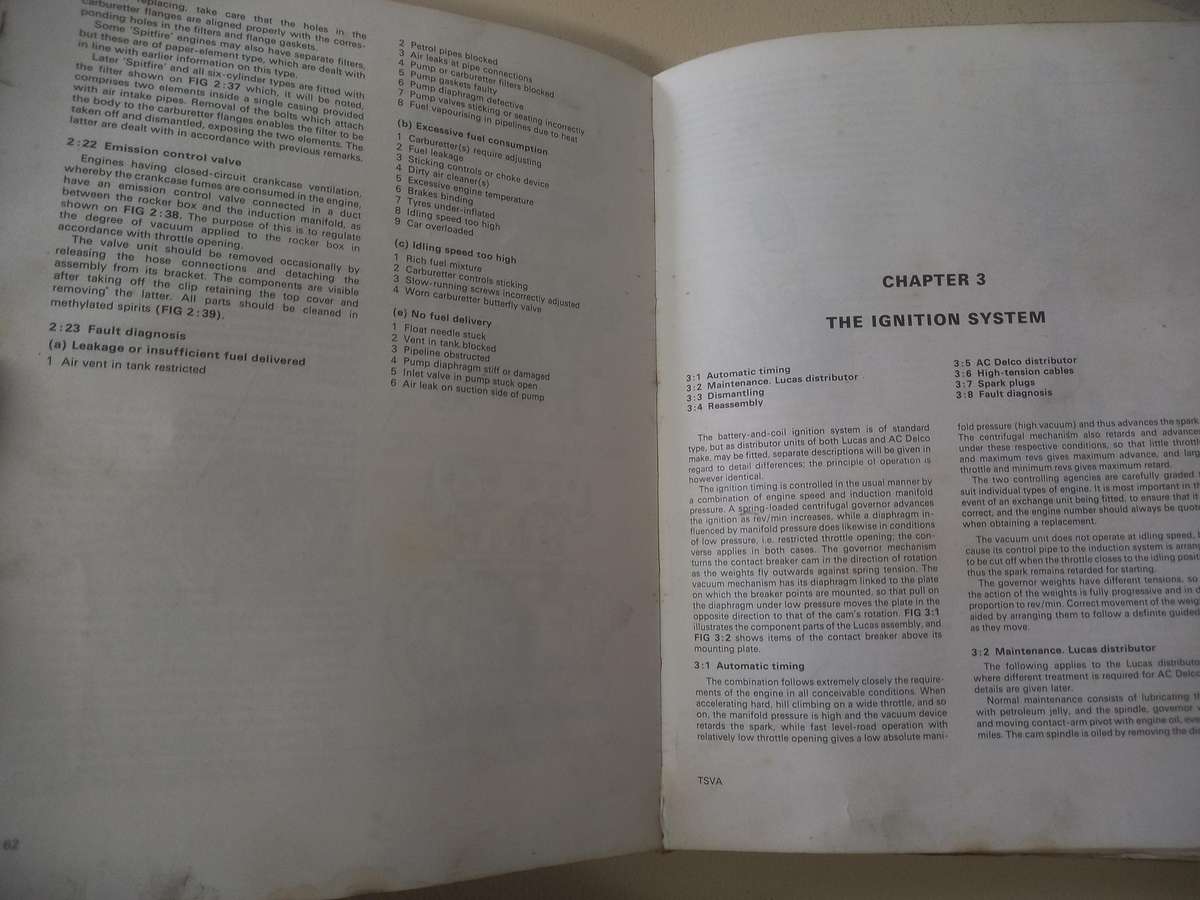 replacing, take care that the holes in the
carburetter flanges are aligned properly with the corres-
ponding holes in the filters and flange gaskets.
Some 'Spitfire' engines may also have separate filters,
but these are of paper-element type, which are dealt with
in line with earlier information on this type.
Later 'Spitfire' and all six-cylinder types are fitted with
the filter shown on FIG 2:37 which, it will be noted,
comprises two elements inside a single casing provided
with air intake pipes. Removal of the bolts which attach
the body to the carburetter flanges enables the filter to be
taken off and dismantled, exposing the two elements. The
latter are dealt with in accordance with previous remarks.
2:22 Emission control valve
Engines having closed-circuit crankcase ventilation,
whereby the crankcase fumes are consumed in the engine,
have an emission control valve connected in a duct
between the rocker box and the induction manifold, as
shown on FIG 2:38. The purpose of this is to regulate
the degree of vacuum applied to the rocker box in
accordance with throttle opening.
The valve unit should be removed occasionally by
releasing the hose connections and detaching the
assembly from its bracket. The components are visible
after taking off the clip retaining the top cover and
removing the latter. All parts should be cleaned in
methylated spirits (FIG 2:39).
2:23 Fault diagnosis
(a) Leakage or insufficient fuel delivered
1 Air vent in tank restricted
2 Petrol pipes blocked
3 Air leaks at pipe connections
4 Pump or carburetter filters blocked
5 Pump gaskets faulty
6 Pump diaphragm defective
7 Pump valves sticking or seating incorrectly
8 Fuel vapourising in pipelines due to heat
(b) Excessive fuel consumption
1 Carburetter(s) require adjusting
2 Fuel leakage
3 Sticking controls or choke device
4 Dirty air cleaner(s)
5 Excessive engine temperature
6 Brakes binding
7 Tyres under-inflated
8 Idling speed too high
9 Car overloaded
(c) Idling speed too high
1 Rich fuel mixture
2 Carburetter controls sticking
3 Slow-running screws incorrectly adjusted
4 Worn carburetter butterfly valve
(e) No fuel delivery
1 Float needle stuck
2 Vent in tank blocked
3 Pipeline obstructed
4 Pump diaphragm stiff or damaged
5 Inlet valve in pump stuck open
6 Air leak on suction side of pump
62
CHAPTER 3
THE IGNITION SYSTEM
3:1 Automatic timing
3:2 Maintenance. Lucas distributor
3:3 Dismantling
3:4 Reassembly
3:5 AC Delco distributor
3:6 High-tension cables
3:7 Spark plugs
3:8 Fault diagnosis
The battery-and-coil ignition system is of standard
type, but as distributor units of both Lucas and AC Delco
make, may be fitted, separate descriptions will be given in
regard to detail differences; the principle of operation is
however identical.
The ignition timing is controlled in the usual manner by
a combination of engine speed and induction manifold
pressure. A spring-loaded centrifugal governor advances
the ignition as rev/min increases, while a diaphragm in-
fluenced by manifold pressure does likewise in conditions
of low pressure, i.e. restricted throttle opening; the con-
verse applies in both cases. The governor mechanism
turns the contact breaker cam in the direction of rotation
as the weights fly outwards against spring tension. The
vacuum mechanism has its diaphragm linked to the plate
on which the breaker points are mounted, so that pull on
the diaphragm under low pressure moves the plate in the
opposite direction to that of the cam's rotation. FIG 3:1
illustrates the component parts of the Lucas assembly, and
FIG 3:2 shows items of the contact breaker above its
mounting plate.
3:1 Automatic timing
The combination follows extremely closely the require-
ments of the engine in all conceivable conditions. When
accelerating hard, hill climbing on a wide throttle, and so
on, the manifold pressure is high and the vacuum device
retards the spark, while fast level-road operation with
relatively low throttle opening gives a low absolute mani-
fold pressure (high vacuum) and thus advances the spark.
The centrifugal mechanism also retards and advance
under these respective conditions, so that little thrott
and maximum revs gives maximum advance, and larg
throttle and minimum revs gives maximum retard.
The two controlling agencies are carefully graded
suit individual types of engine. It is most important in th
event of an exchange unit being fitted, to ensure that it
correct, and the engine number should always be quot
when obtaining a replacement.
The vacuum unit does not operate at idling speed,
cause its control pipe to the induction system is arran
to be cut off when the throttle closes to the idling posit
thus the spark remains retarded for starting.
The governor weights have different tensions, so
the action of the weights is fully progressive and in d
proportion to rev/min. Correct movement of the weig
aided by arranging them to follow a definite guided
as they move.
3:2 Maintenance. Lucas distributor
The following applies to the Lucas distributo
where different treatment is required for AC Delco
details are given later.
Normal maintenance consists of lubricating th
with petroleum jelly, and the spindle, governor
and moving contact-arm pivot with engine oil, eve
miles. The cam spindle is oiled by removing the di
TSVA